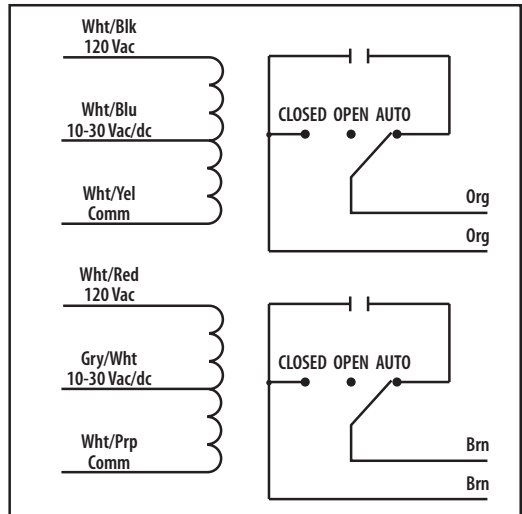 Wht/Blk
120 Vac
Wht/Blu
10-30 Vac/dc
Wht/Yel
Comm
CLOSED OPEN AUTO
Org
Org
Wht/Red
120 Vac
Gry/Wht
10-30 Vac/dc
Wht/Prp
Comm
CLOSED OPEN AUTO
Brn
Brn